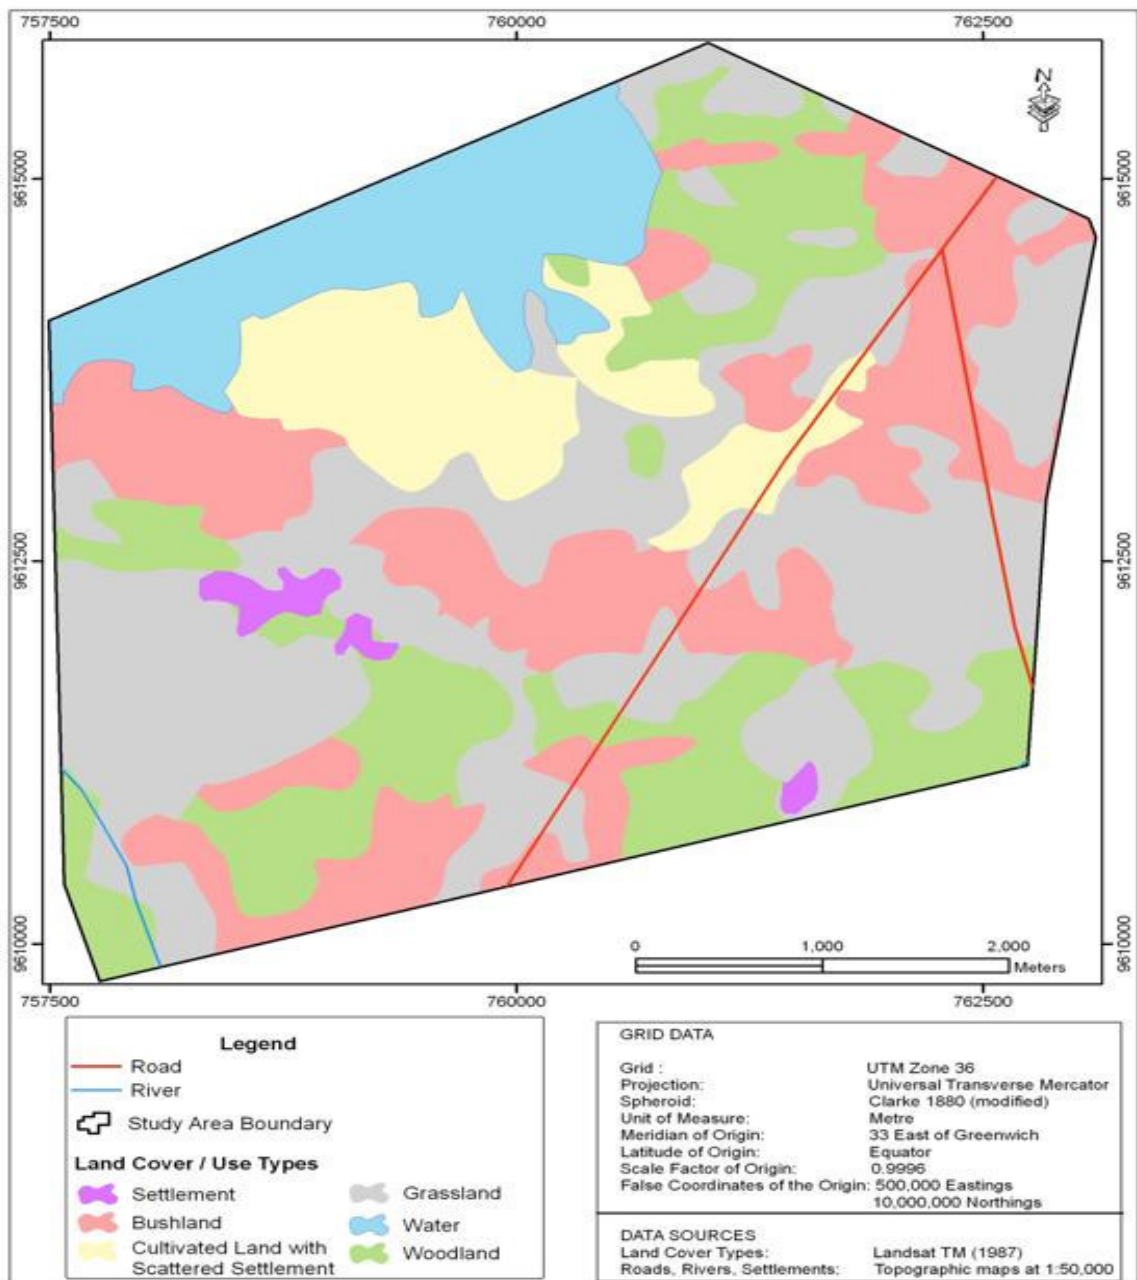 757500 760000 762500
N
9615000 9615000
9612500 9612500
9610000 9610000
0 1,000 2,000
Meters
757500 760000 762500
Legend
Road
River
Study Area Boundary
Land Cover / Use Types
Settlement
Grassland
Bushland
Water
Cultivated Land with
Scattered Settlement
Woodland
GRID DATA
Grid : UTM Zone 36
Projection: Universal Transverse Mercator
Spheroid: Clarke 1880 (modified)
Unit of Measure: Metre
Meridian of Origin: 33 East of Greenwich
Latitude of Origin: Equator
Scale Factor of Origin: 0.9996
False Coordinates of the Origin: 500,000 Eastings
10,000,000 Northings
DATA SOURCES
Land Cover Types: Landsat TM (1987)
Roads, Rivers, Settlements: Topographic maps at 1:50,000